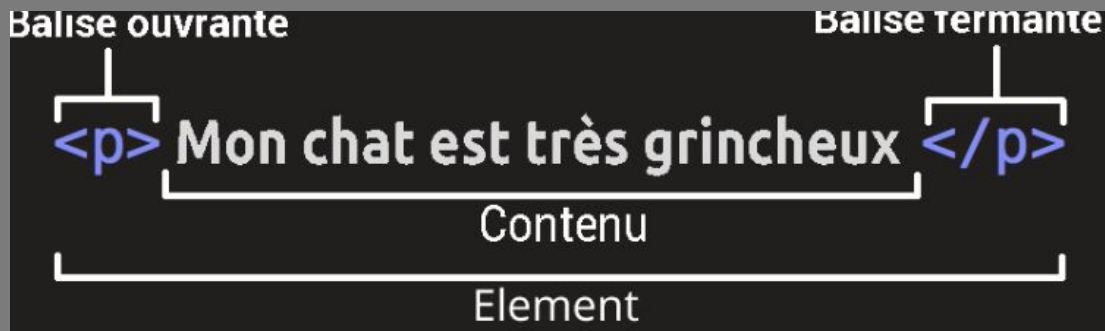 Balise ouvrante Balise fermante
<p> Mon chat est très grincheux </p>
Contenu
Element